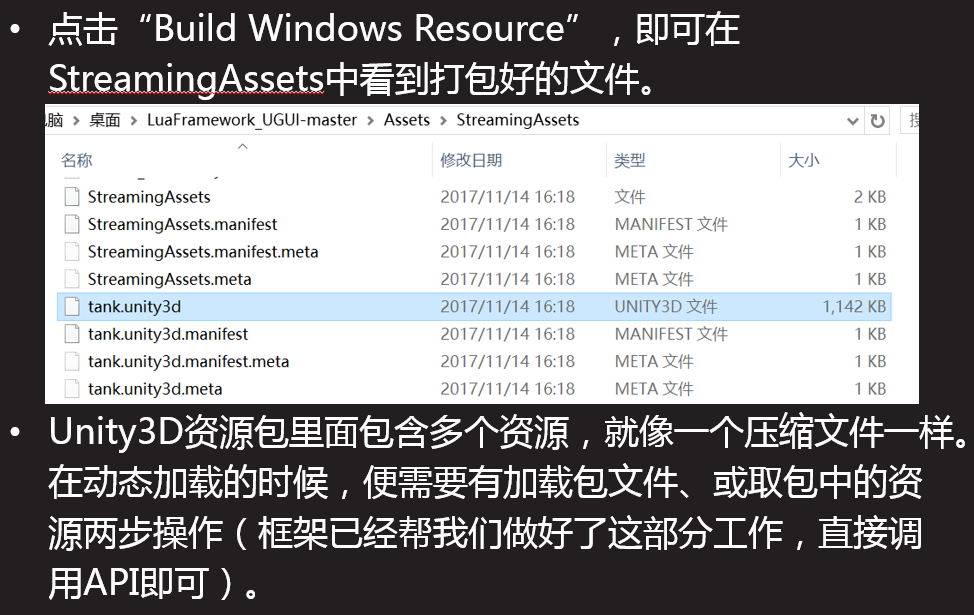 • 点击“Build Windows Resource”，即可在
StreamingAssets中看到打包好的文件。
脑 > 桌面 > LuaFramework_UGUI-master > Assets > StreamingAssets
名称 修改日期 类型 大小
StreamingAssets 2017/11/14 16:18 文件 2 KB
StreamingAssets.manifest 2017/11/14 16:18 MANIFEST 文件 1 KB
StreamingAssets.manifest.meta 2017/11/14 16:18 META 文件 1 KB
StreamingAssets.meta 2017/11/14 16:18 META 文件 1 KB
tank.unity3d 2017/11/14 16:18 UNITY3D 文件 1,142 KB
tank.unity3d.manifest 2017/11/14 16:18 MANIFEST 文件 1 KB
tank.unity3d.manifest.meta 2017/11/14 16:18 META 文件 1 KB
tank.unity3d.meta 2017/11/14 16:18 META 文件 1 KB
• Unity3D资源包里面包含多个资源，就像一个压缩文件一样。
在动态加载的时候，便需要有加载包文件、或取包中的资
源两步操作（框架已经帮我们做好了这部分工作，直接调
用API即可）。